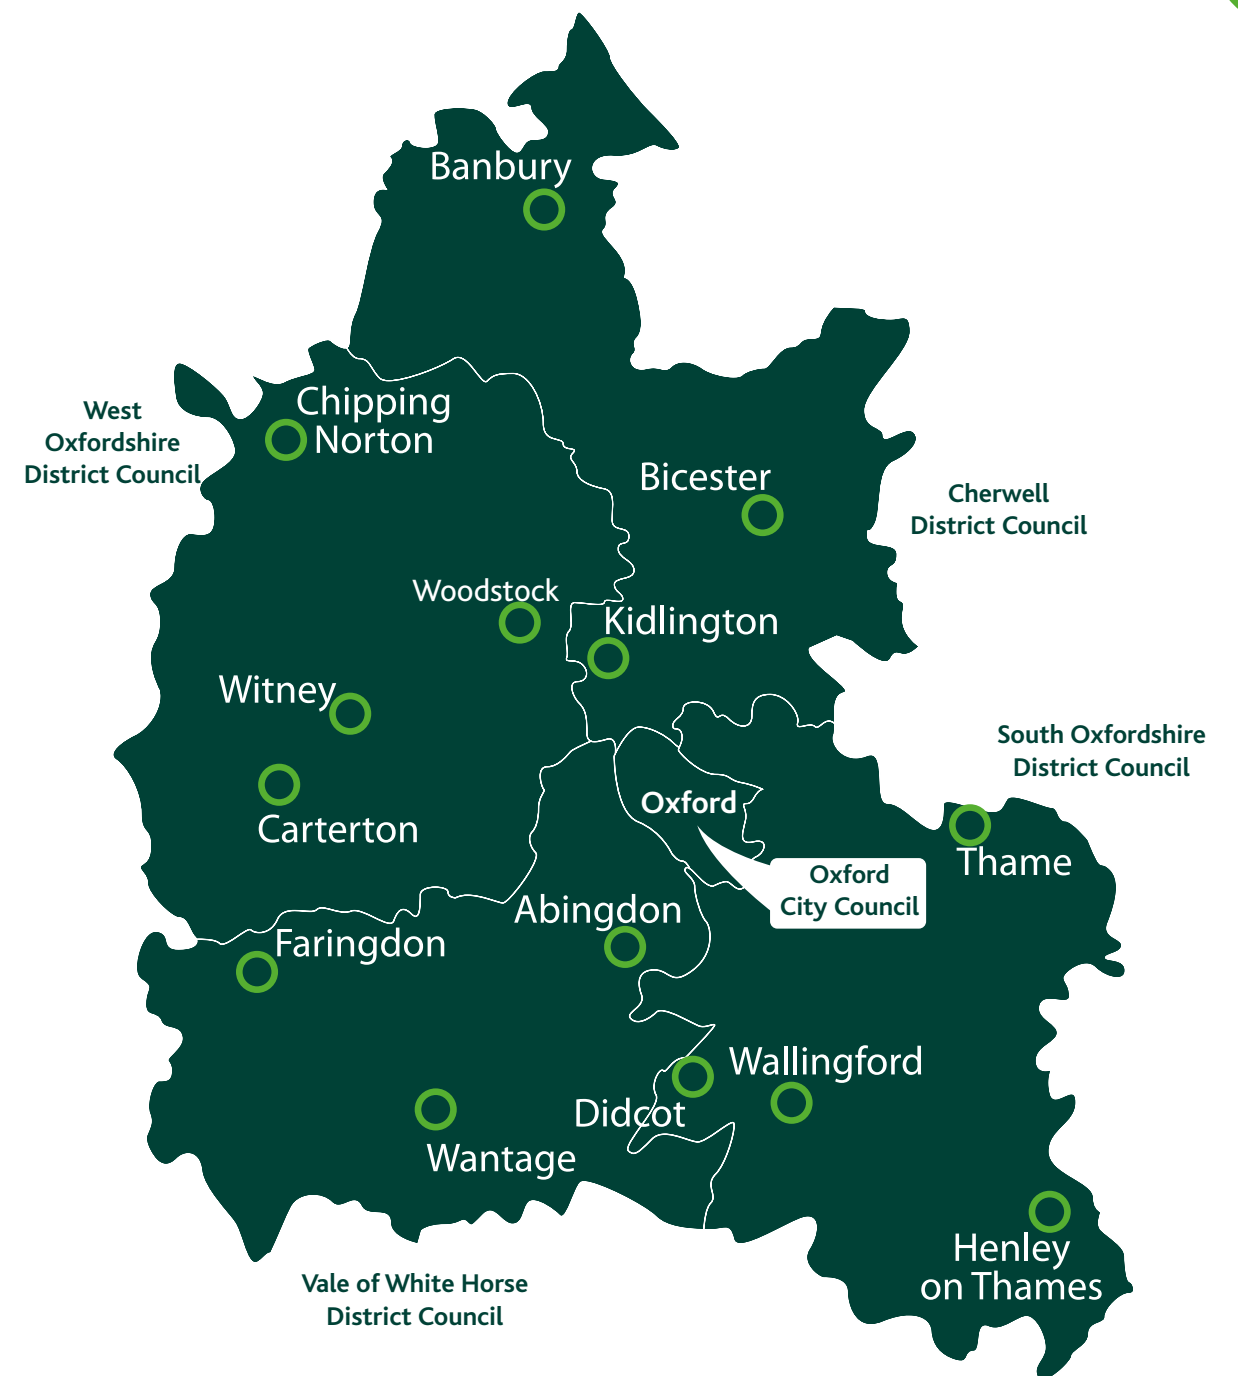 Banbury
Chipping
Norton
West
Oxfordshire
District Council
Bicester
Cherwell
District Council
Woodstock
Kidlington
Witney
South Oxfordshire
District Council
Oxford
Carterton
Thame
Oxford
City Council
Abingdon
Faringdon
Wallingford
Didcot
Wantage
Henley
on Thames
Vale of White Horse
District Council